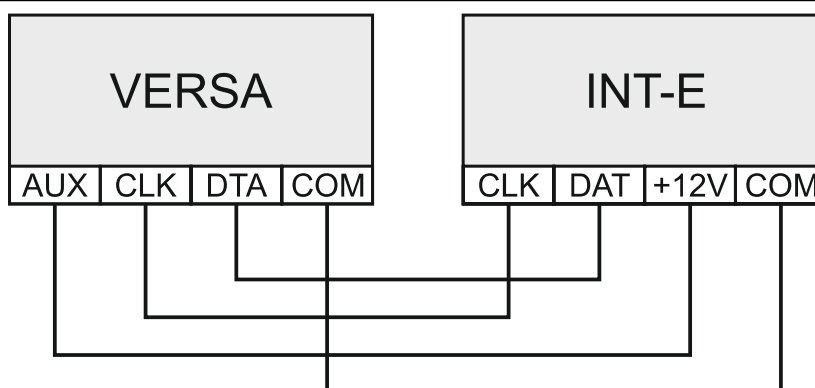 VERSA
INT-E
AUX CLK DTA COM
CLK DAT +12V COM